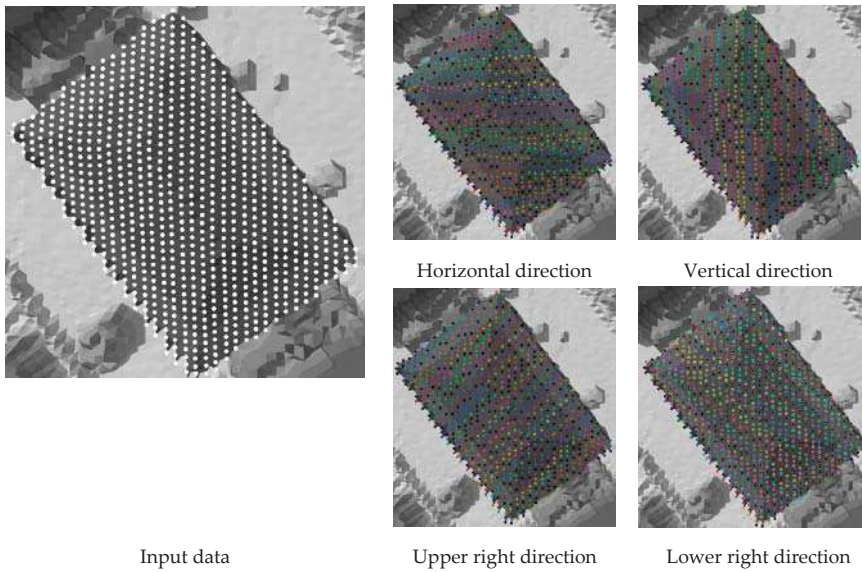 Horizontal direction
Vertical direction
Input data
Upper right direction
Lower right direction